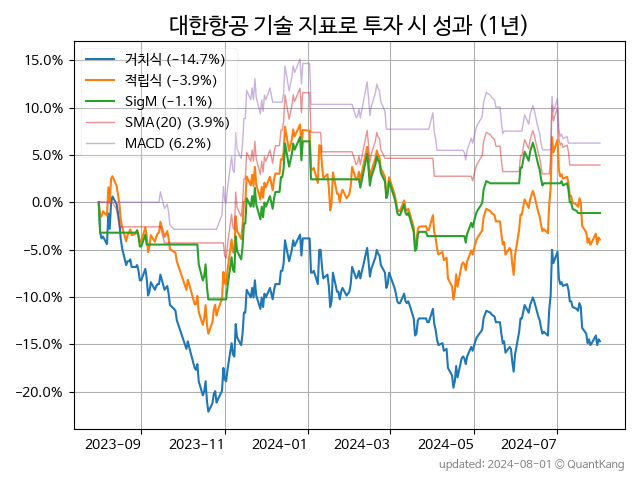 대한항공 기술 지표로 투자 시 성과 (1년)
15.0%
10.0%
5.0%
0.0%
−5.0%
−10.0%
−15.0%
−20.0%
거치식 (−14.7%)
적립식 (−3.9%)
SigM (−1.1%)
SMA(20) (3.9%)
MACD (6.2%)
2023-09 2023-11 2024-01 2024-03 2024-05 2024-07
updated: 2024-08-01 © QuantKang